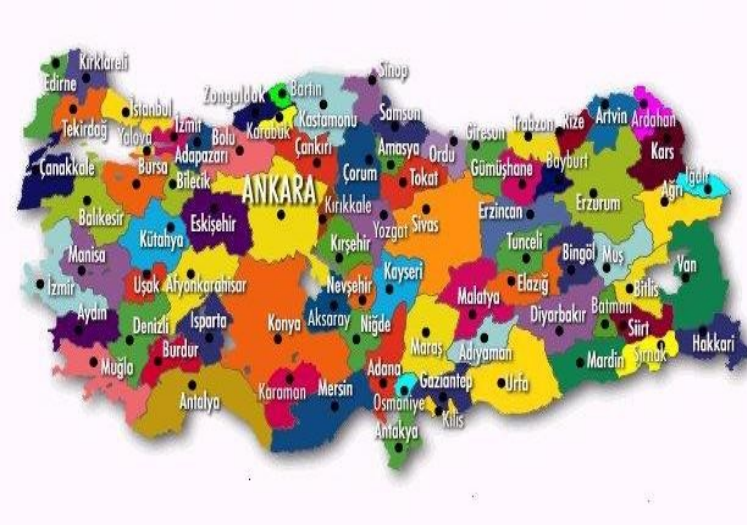 Kırklareli
Edirne
Tekirdağ
İstanbul
Yalova
İzmit
Adapazarı
Bolu
Zonguldak
Bartın
Karabük
Kastamonu
Sinop
Samsun
Çankırı
Çorum
Amasya
Ordu
Tokat
Giresun
Trabzon
Rize
Artvin
Ardahan
Kars
Gümüşhane
Bayburt
Iğdır
Ağrı
Çanakkale
Bursa
Bilecik
Balıkesir
Eskişehir
ANKARA
Kırıkkale
Yozgat
Sivas
Erzincan
Erzurum
Manisa
Kütahya
Kırşehir
Tunceli
Bingöl
Muş
Van
İzmir
Uşak
Afyonkarahisar
Nevşehir
Kayseri
Malatya
Elazığ
Bitlis
Aydın
Denizli
Isparta
Konya
Aksaray
Niğde
Maraş
Adıyaman
Diyarbakır
Batman
Siirt
Hakkari
Muğla
Burdur
Antalya
Karaman
Mersin
Adana
Osmaniye
Gaziantep
Kilis
Urfa
Mardin
Şırnak
Antakya